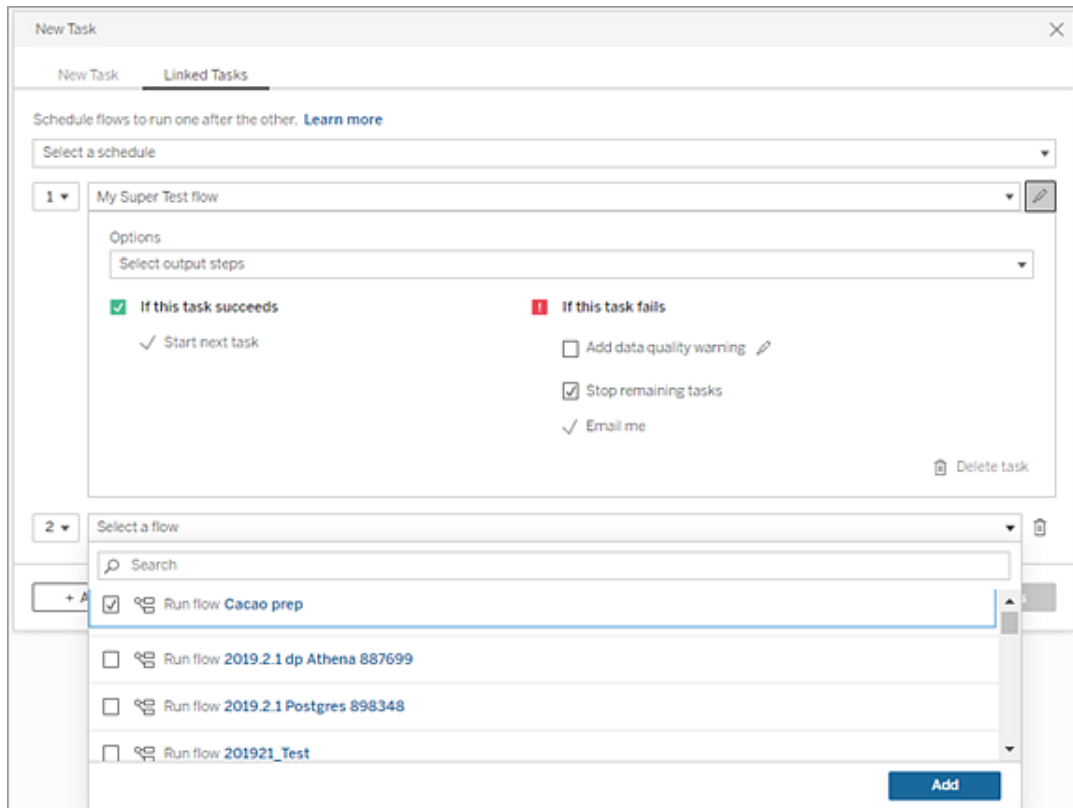 New Task
New Task Linked Tasks
Schedule flows to run one after the other. Learn more
Select a schedule
1 My Super Test flow
Options
Select output steps
If this task succeeds
! If this task fails
Start next task
Add data quality warning
Stop remaining tasks
Email me
Delete task
2 Select a flow
Search
+ A
Run flow Cacao prep
s
Run flow 2019.2.1 dp Athena 887699
Run flow 2019.2.1 Postgres 898348
Run flow 201921_Test
Add